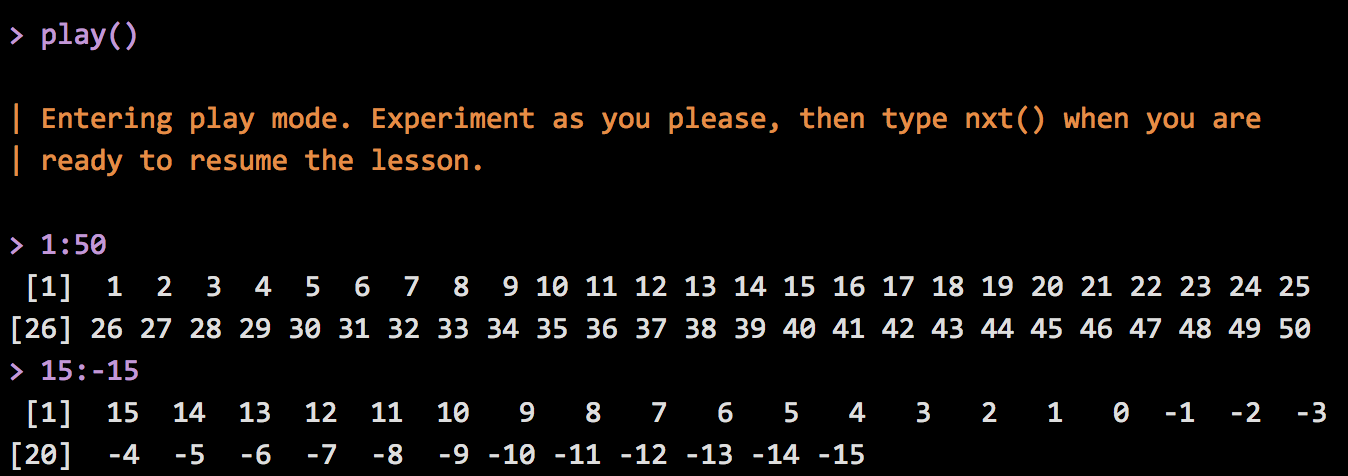 > play()
| Entering play mode. Experiment as you please, then type nxt() when you are
| ready to resume the lesson.
> 1:50
 [1]  1  2  3  4  5  6  7  8  9 10 11 12 13 14 15 16 17 18 19 20 21 22 23 24 25
[26] 26 27 28 29 30 31 32 33 34 35 36 37 38 39 40 41 42 43 44 45 46 47 48 49 50
> 15:-15
 [1]  15  14  13  12  11  10   9   8   7   6   5   4   3   2   1   0  -1  -2  -3
[20]  -4  -5  -6  -7  -8  -9 -10 -11 -12 -13 -14 -15